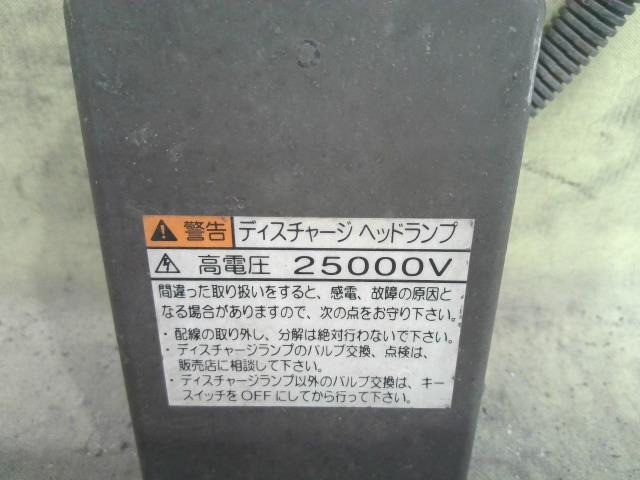 警告 ディスチャージ ヘッドランプ
高電圧 25000V
間違った取り扱いをすると、感電、故障の原因と
なる場合がありますので、次の点をお守り下さい。
・配線の取り外し、分解は絶対行わないで下さい。
・ディスチャージランプのバルブ交換、点検は、
販売店に相談して下さい。
・ディスチャージランプ以外のバルブ交換は、キー
スイッチをOFFにしてから行って下さい。